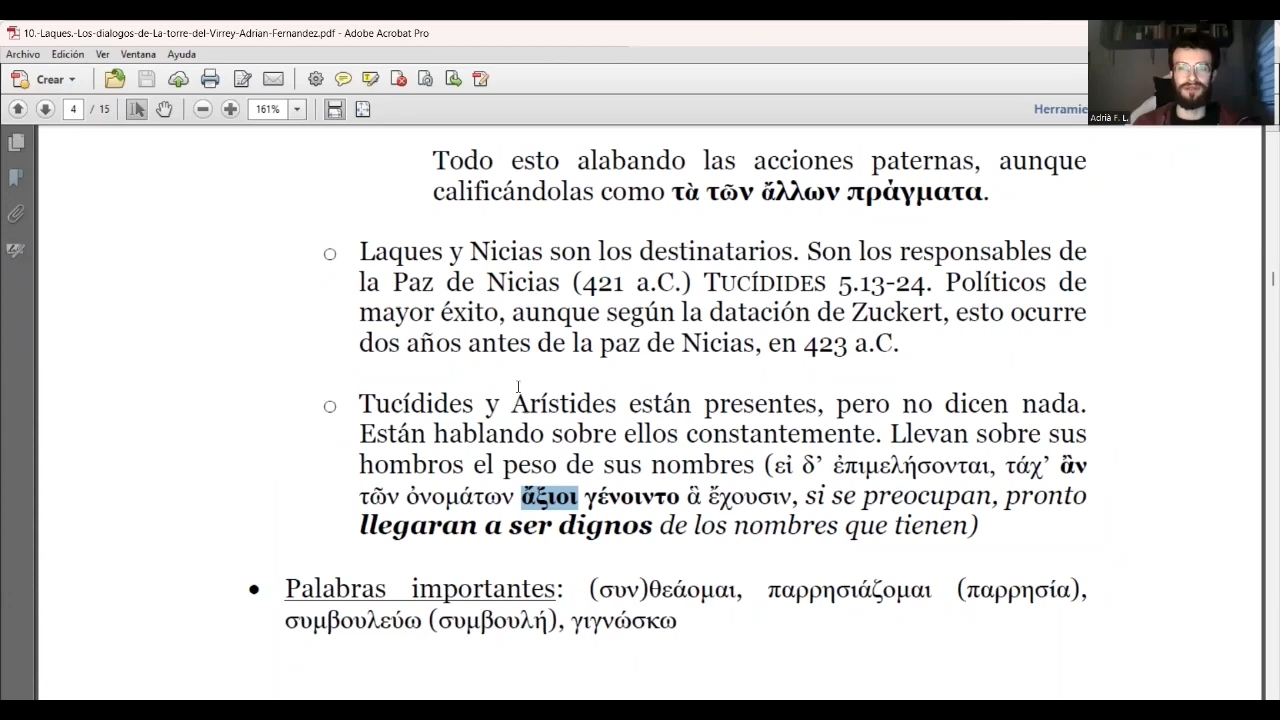 10.-Laques.-Los-dialogos-de-La-torre-del-Virrey-Adrian-Fernandez.pdf - Adobe Acrobat Pro
Archivo Edición Ver Ventana Ayuda
Crear
4 / 15 161% Herramie
Adrià F. L.
Todo esto alabando las acciones paternas, aunque
calificándolas como τὰ τῶν ἄλλων πρἀγματα.
○ Laques y Nicias son los destinatarios. Son los responsables de
la Paz de Nicias (421 a.C.) TUCÍDIDES 5.13-24. Políticos de
mayor éxito, aunque según la datación de Zuckert, esto ocurre
dos años antes de la paz de Nicias, en 423 a.C.
○ Tucídides y Arístides están presentes, pero no dicen nada.
Están hablando sobre ellos constantemente. Llevan sobre sus
hombros el peso de sus nombres (εἰ δ’ ἐπιμελήσονται, τάχ’ ἂν
τῶν ὀνομάτων ἄξιοι γένοιντο ἃ ἔχουσιν, si se preocupan, pronto
llegaran a ser dignos de los nombres que tienen)
• Palabras importantes: (συν)θεάομαι, παρρησιάζομαι (παρρησία),
συμβουλεύω (συμβουλή), γιγνώσκω